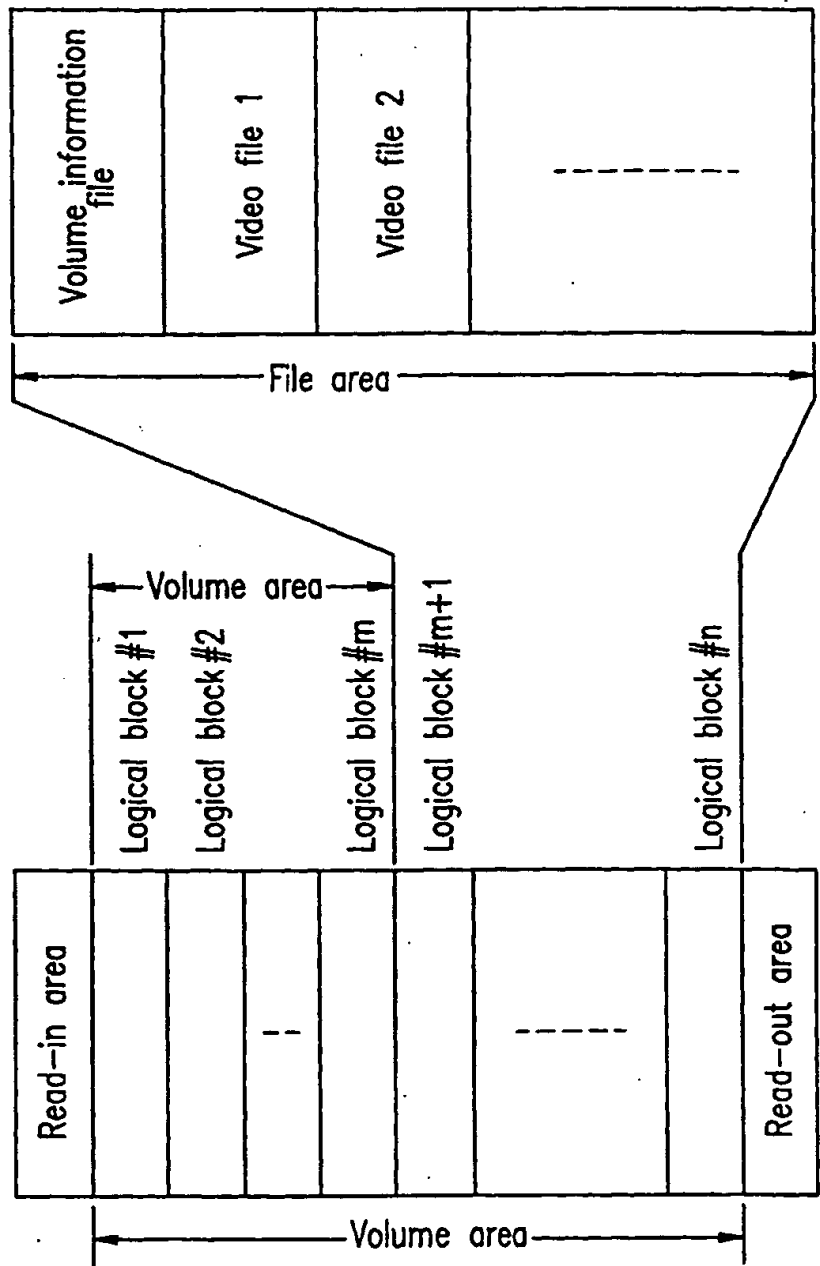 Volume information
file
Video file 1
Video file 2
File area
Volume area
Logical block #1
Logical block #2
Logical block #m
Logical block #m+1
Logical block #n
Read-in area
Read-out area
Volume area